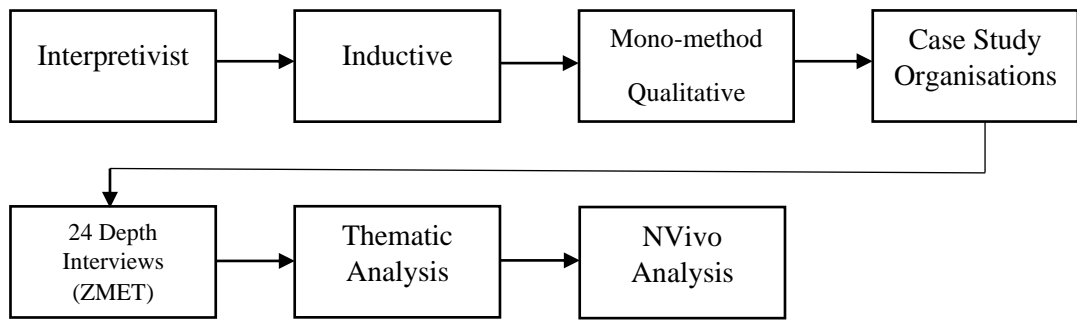 Interpretivist
Inductive
Mono-method
Qualitative
Case Study
Organisations
24 Depth
Interviews
(ZMET)
Thematic
Analysis
NVivo
Analysis